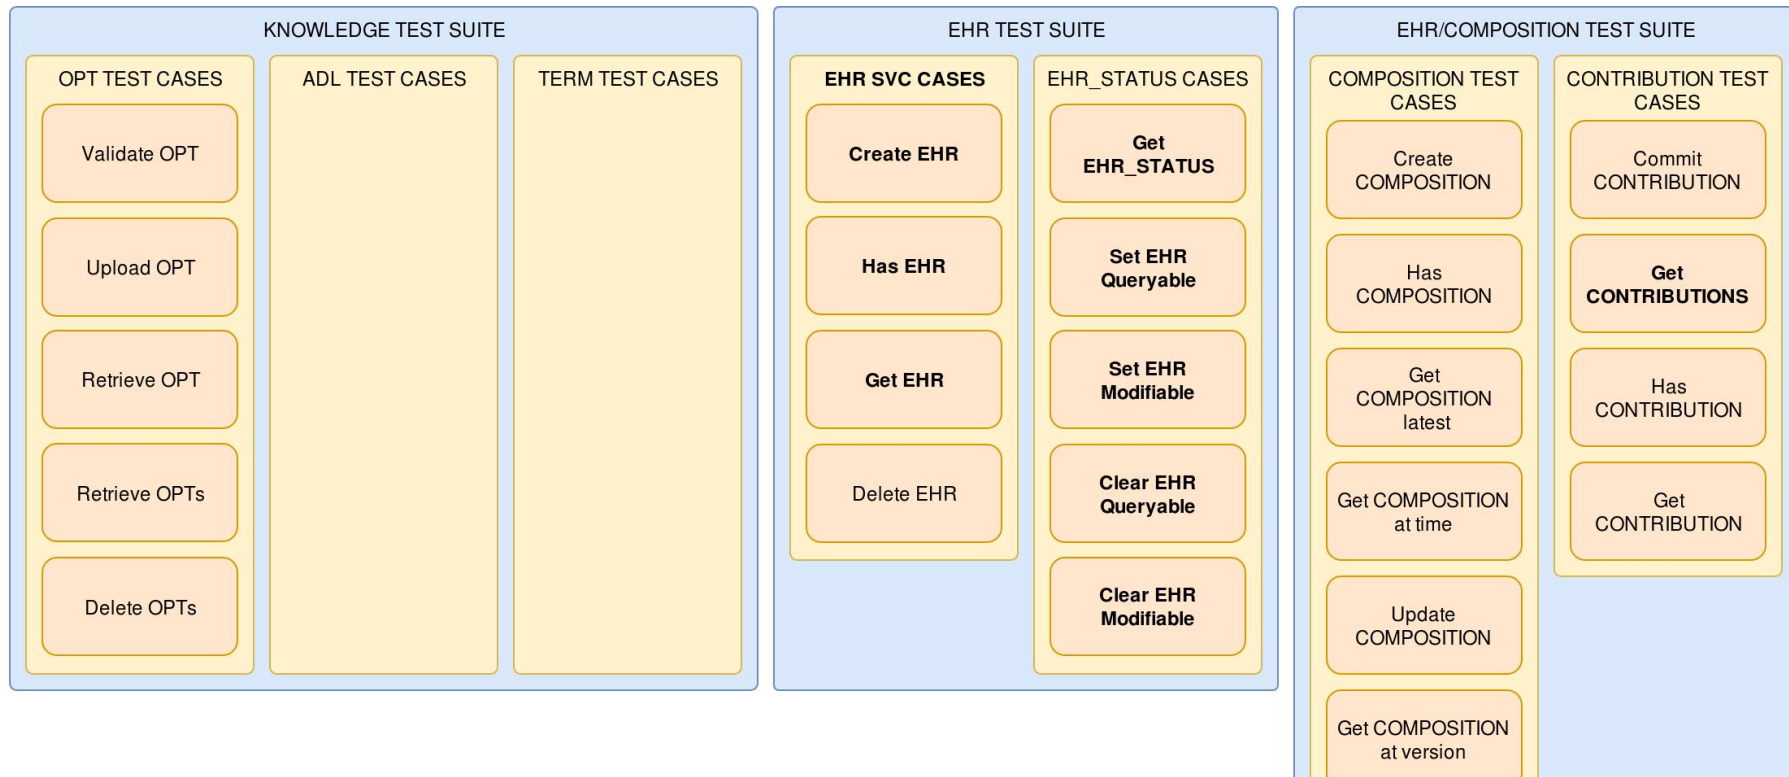 KNOWLEDGE TEST SUITE
OPT TEST CASES
Validate OPT
Upload OPT
Retrieve OPT
Retrieve OPTs
Delete OPTs
ADL TEST CASES
TERM TEST CASES
EHR TEST SUITE
EHR SVC CASES
Create EHR
Has EHR
Get EHR
Delete EHR
EHR_STATUS CASES
Get
EHR_STATUS
Set EHR
Queryable
Set EHR
Modifiable
Clear EHR
Queryable
Clear EHR
Modifiable
EHR/COMPOSITION TEST SUITE
COMPOSITION TEST
CASES
Create
COMPOSITION
Has
COMPOSITION
Get
COMPOSITION
latest
Get COMPOSITION
at time
Update
COMPOSITION
Get COMPOSITION
at version
CONTRIBUTION TEST
CASES
Commit
CONTRIBUTION
Get
CONTRIBUTIONS
Has
CONTRIBUTION
Get
CONTRIBUTION